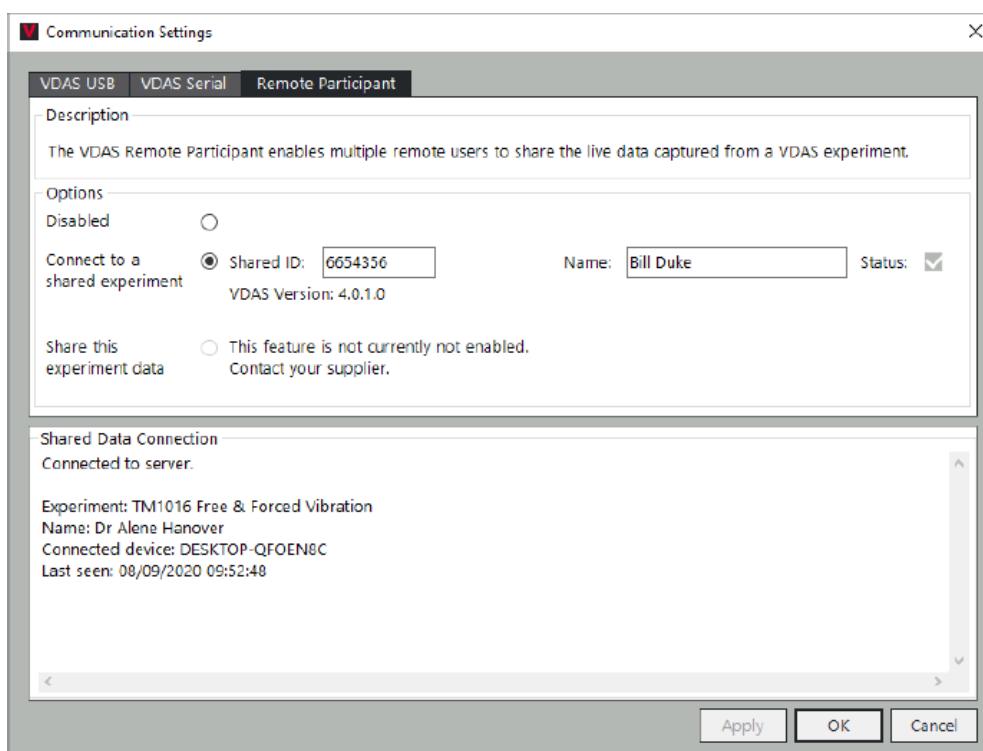 Communication Settings
VDAS USB VDAS Serial Remote Participant
Description
The VDAS Remote Participant enables multiple remote users to share the live data captured from a VDAS experiment.
Options
Disabled
Connect to a shared experiment
Shared ID: 6654356 Name: Bill Duke Status:
VDAS Version: 4.0.1.0
Share this experiment data
This feature is not currently not enabled.
Contact your supplier.
Shared Data Connection
Connected to server.
Experiment: TM1016 Free & Forced Vibration
Name: Dr Alene Hanover
Connected device: DESKTOP-QFOEN8C
Last seen: 08/09/2020 09:52:48
Apply OK Cancel